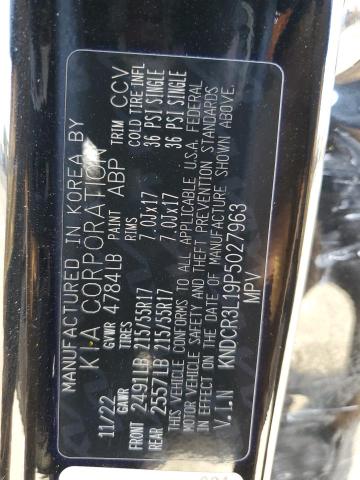 MANUFACTURED IN KOREA BY
KIA CORPORATION
11/22 GVWR 4784LB PAINT ABP TRIM CCV
GAWR TIRES RIMS COLD TIRE INFL
FRONT 2491LB 215/55R17 7.0Jx17 36 PSI SINGLE
REAR 2557LB 215/55R17 7.0Jx17 36 PSI SINGLE
THIS VEHICLE CONFORMS TO ALL APPLICABLE U.S.A. FEDERAL
MOTOR VEHICLE SAFETY AND THEFT PREVENTION STANDARDS
IN EFFECT ON THE DATE OF MANUFACTURE SHOWN ABOVE.
V.IN KNDCR3L19P5027963
MPV